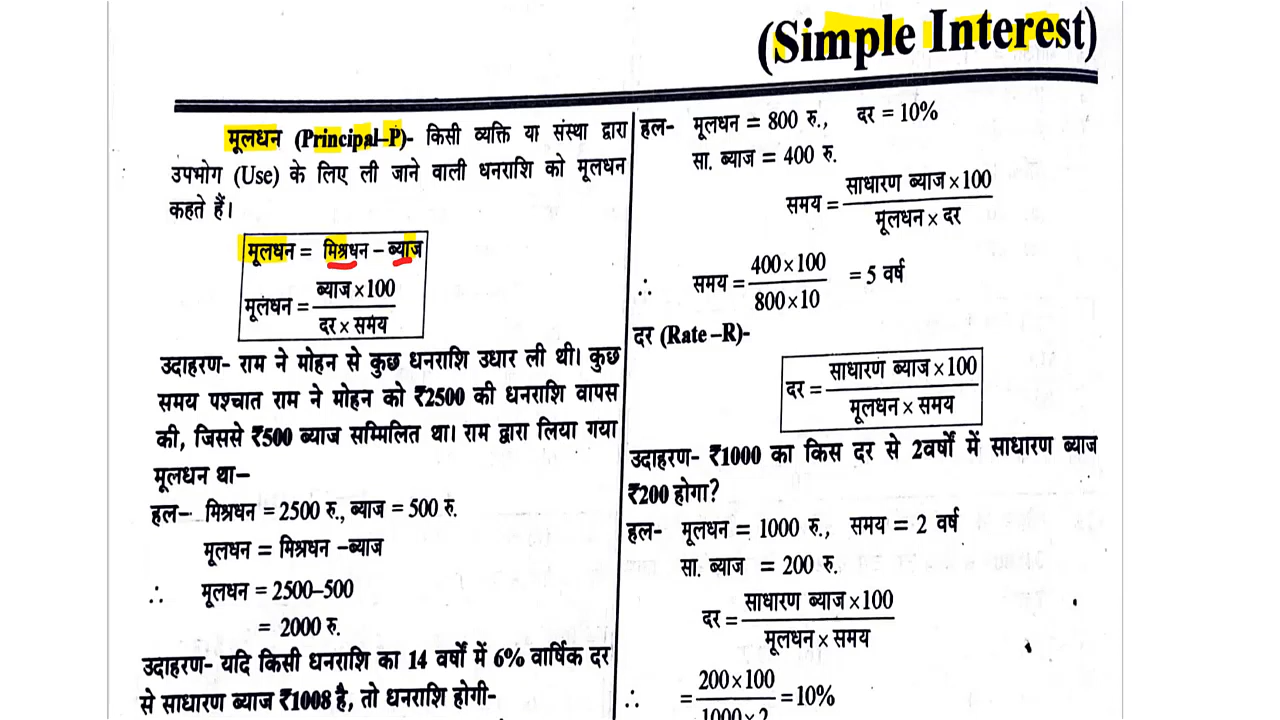 (Simple Interest)
मूलधन (Principal–P)- किसी व्यक्ति या संस्था द्वारा
उपभोग (Use) के लिए ली जाने वाली धनराशि को मूलधन
कहते हैं।
मूलधन = मिश्रधन – ब्याज
मूलधन = ब्याज × 100 / दर × समय
उदाहरण- राम ने मोहन से कुछ धनराशि उधार ली थी। कुछ
समय पश्चात राम ने मोहन को ₹2500 की धनराशि वापस
की, जिससे ₹500 ब्याज सम्मिलित था। राम द्वारा लिया गया
मूलधन था–
हल- मिश्रधन = 2500 रु., ब्याज = 500 रु.
मूलधन = मिश्रधन –ब्याज
∴ मूलधन = 2500–500
= 2000 रु.
उदाहरण- यदि किसी धनराशि का 14 वर्षों में 6% वार्षिक दर
से साधारण ब्याज ₹1008 है, तो धनराशि होगी-
हल- मूलधन = 800 रु., दर = 10%
सा. ब्याज = 400 रु.
समय = साधारण ब्याज × 100 / मूलधन × दर
∴ समय = 400 × 100 / 800 × 10 = 5 वर्ष
दर (Rate –R)-
दर = साधारण ब्याज × 100 / मूलधन × समय
उदाहरण- ₹1000 का किस दर से 2वर्षों में साधारण ब्याज
₹200 होगा?
हल- मूलधन = 1000 रु., समय = 2 वर्ष
सा. ब्याज = 200 रु.
दर = साधारण ब्याज × 100 / मूलधन × समय
∴ = 200 × 100 / 1000 × 2 = 10%